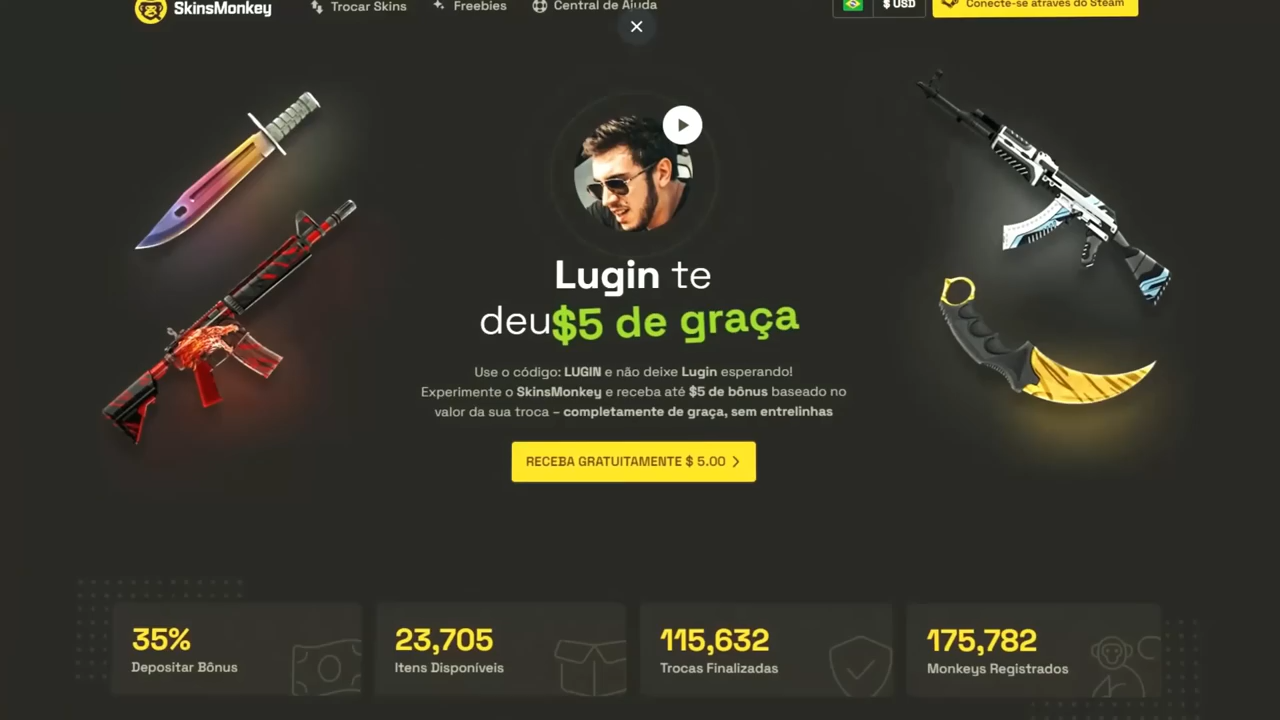 SkinsMonkey
Trocar Skins
Freebies
Central de Ajuda
$ USD
Conecte-se através do Steam
Lugin te
deu$5 de graça
Use o código: LUGIN e não deixe Lugin esperando!
Experimente o SkinsMonkey e receba até $5 de bônus baseado no
valor da sua troca – completamente de graça, sem entrelinhas
RECEBA GRATUITAMENTE $ 5.00
35%
Depositar Bônus
23,705
Itens Disponíveis
115,632
Trocas Finalizadas
175,782
Monkeys Registrados